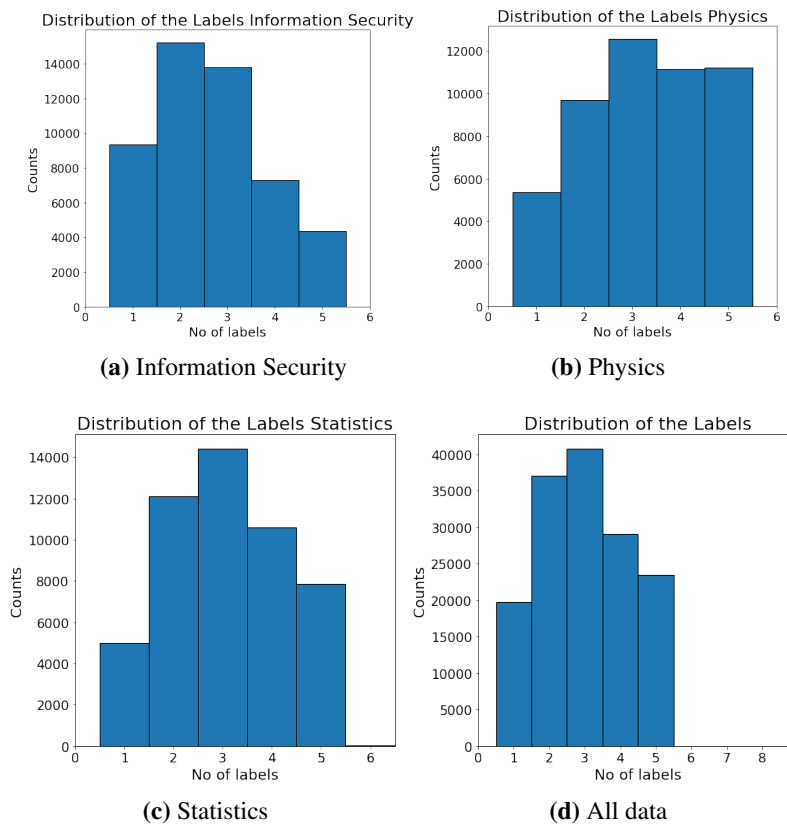 Distribution of the Labels Information Security
14000
12000
10000
8000
6000
4000
2000
0
Counts
0 1 2 3 4 5 6
No of labels
(a) Information Security
Distribution of the Labels Physics
12000
10000
8000
6000
4000
2000
0
Counts
0 1 2 3 4 5 6
No of labels
(b) Physics
Distribution of the Labels Statistics
14000
12000
10000
8000
6000
4000
2000
0
Counts
0 1 2 3 4 5 6
No of labels
(c) Statistics
Distribution of the Labels
40000
35000
30000
25000
20000
15000
10000
5000
0
Counts
0 1 2 3 4 5 6 7 8
No of labels
(d) All data